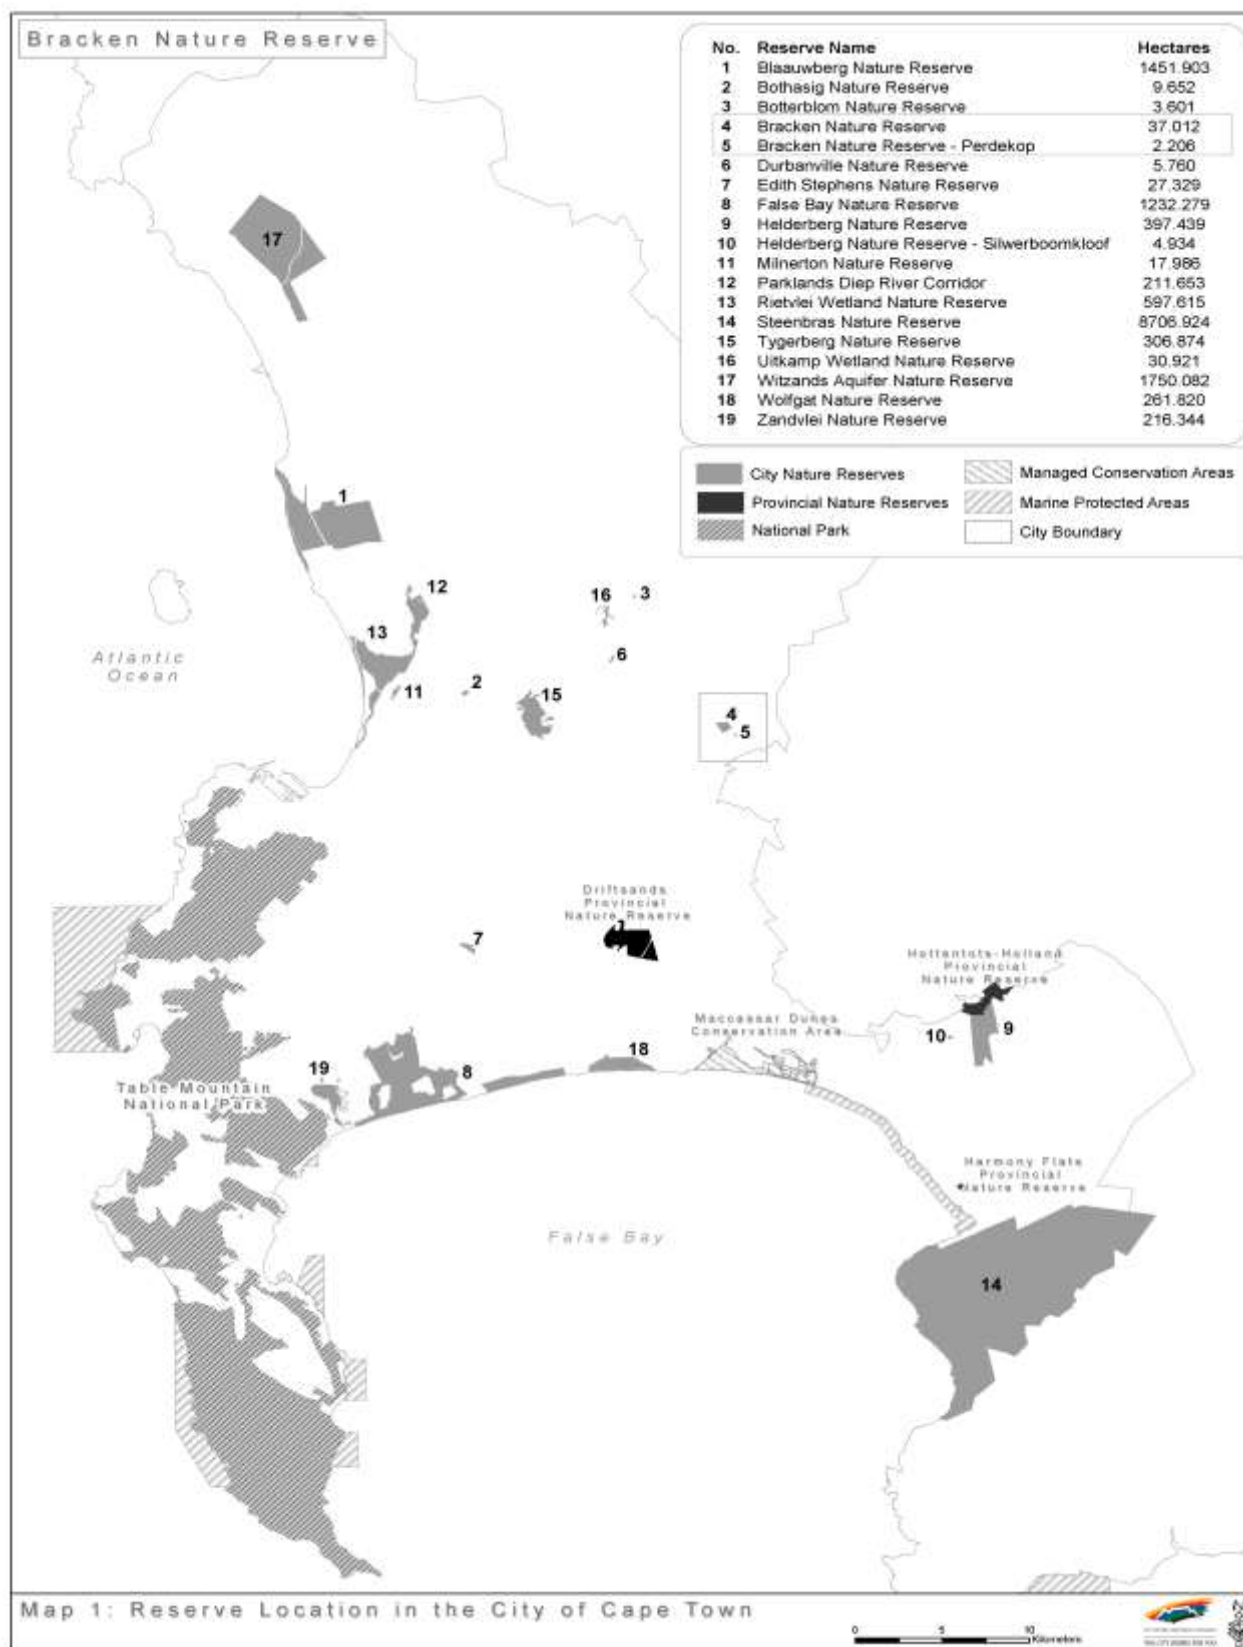 Bracken Nature Reserve
No. Reserve Name Hectares
1 Blaauwberg Nature Reserve 1451.903
2 Bothasig Nature Reserve 9.652
3 Botterblom Nature Reserve 3.601
4 Bracken Nature Reserve 37.012
5 Bracken Nature Reserve - Perdekop 2.206
6 Durbanville Nature Reserve 5.760
7 Edith Stephens Nature Reserve 27.329
8 False Bay Nature Reserve 1232.279
9 Helderberg Nature Reserve 397.439
10 Helderberg Nature Reserve - Silwerboomkloof 4.934
11 Milnerton Nature Reserve 17.986
12 Parklands Diep River Corridor 211.653
13 Rietvlei Wetland Nature Reserve 597.615
14 Steenbras Nature Reserve 8706.924
15 Tygerberg Nature Reserve 306.874
16 Uitkamp Wetland Nature Reserve 30.921
17 Witzands Aquifer Nature Reserve 1750.082
18 Wolfgat Nature Reserve 261.820
19 Zandvlei Nature Reserve 216.344
City Nature Reserves
Provincial Nature Reserves
National Park
Managed Conservation Areas
Marine Protected Areas
City Boundary
17
1
12
16
3
13
6
Atlantic
Ocean
11
2
15
4
5
Driftsands
Provincial
Nature Reserve
7
Hottentots-Holland
Provincial
Nature Reserve
Macassar Dunes
Conservation Area
10
9
18
19
8
Table Mountain
National Park
Harmony Flats
Provincial
Nature Reserve
False Bay
14
Map 1: Reserve Location in the City of Cape Town
0 5 10
Kilometers